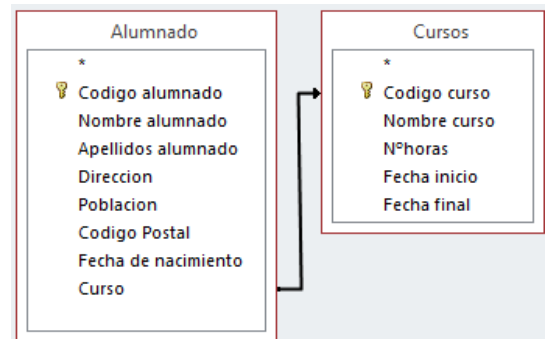 Alumnado
*
Codigo alumnado
Nombre alumnado
Apellidos alumnado
Direccion
Poblacion
Codigo Postal
Fecha de nacimiento
Curso
Cursos
*
Codigo curso
Nombre curso
Nºhoras
Fecha inicio
Fecha final